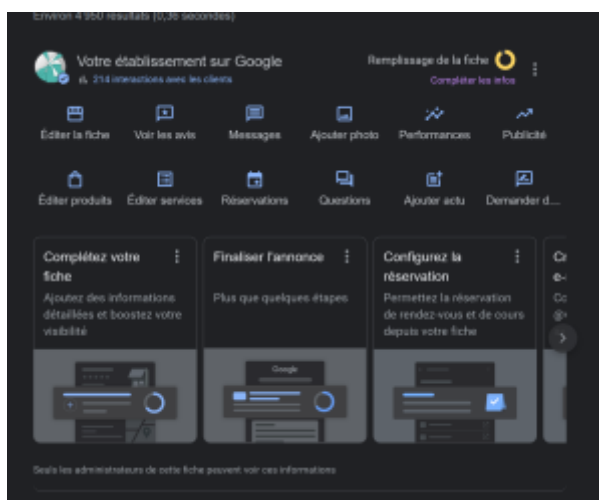 Environ 4 950 résultats (0,36 secondes)
Votre établissement sur Google
214 interactions avec les clients
Remplissage de la fiche
Compléter les infos
Éditer la fiche
Voir les avis
Messages
Ajouter photo
Performances
Publicité
Éditer produits
Éditer services
Réservations
Questions
Ajouter actu
Demander d...
Complétez votre
fiche
Ajoutez des informations
détaillées et boostez votre
visibilité
Finaliser l'annonce
Plus que quelques étapes
Configurez la
réservation
Permettez la réservation
de rendez-vous et de cours
depuis votre fiche
Google
Seuls les administrateurs de cette fiche peuvent voir ces informations